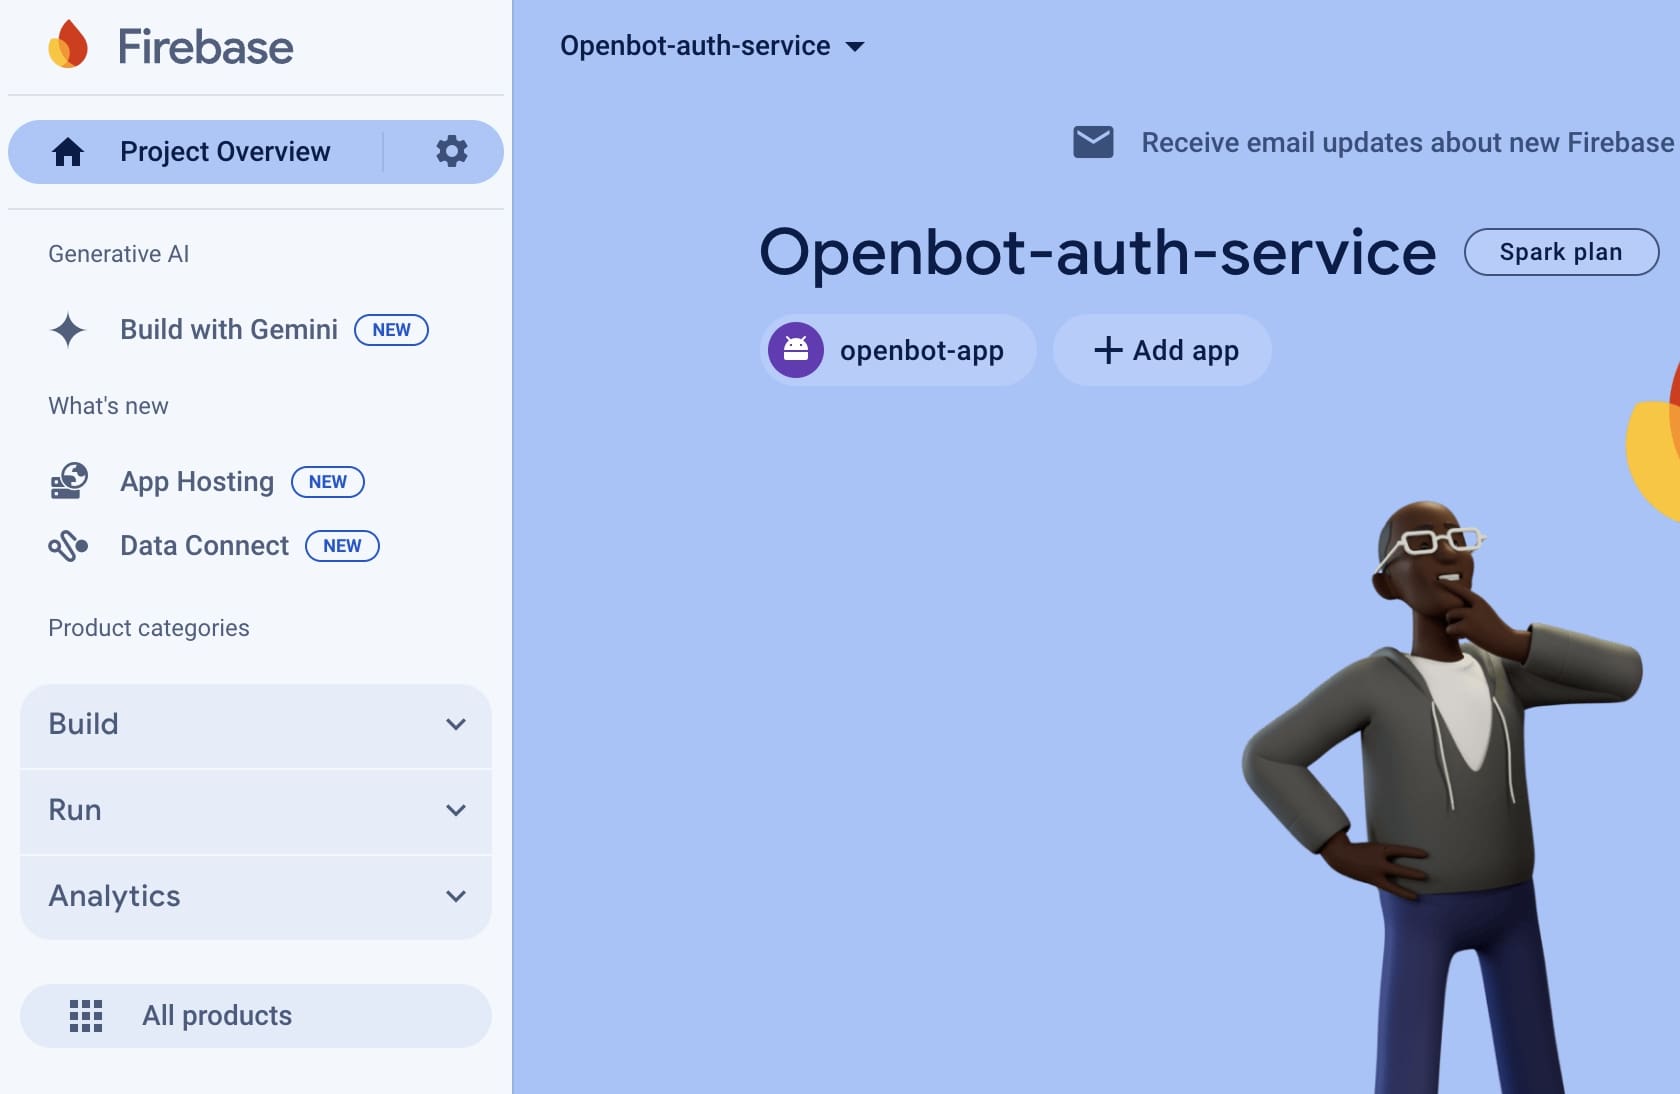 Firebase
Project Overview
Generative AI
Build with Gemini NEW
What's new
App Hosting NEW
Data Connect NEW
Product categories
Build
Run
Analytics
All products
Openbot-auth-service
Receive email updates about new Firebase
Openbot-auth-service Spark plan
openbot-app + Add app